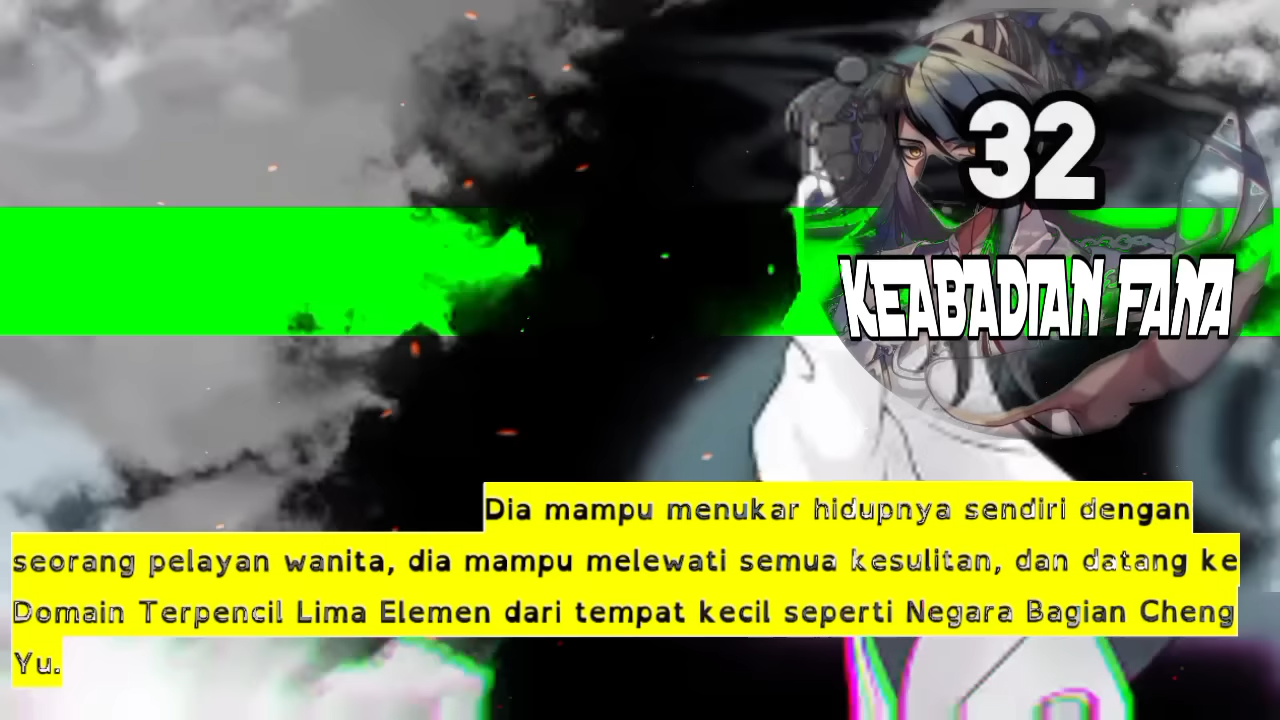 32
KEABADIAN FANA
Dia mampu menukar hidupnya sendiri dengan
seorang pelayan wanita, dia mampu melewati semua kesulitan, dan datang ke
Domain Terpencil Lima Elemen dari tempat kecil seperti Negara Bagian Cheng
Yu.